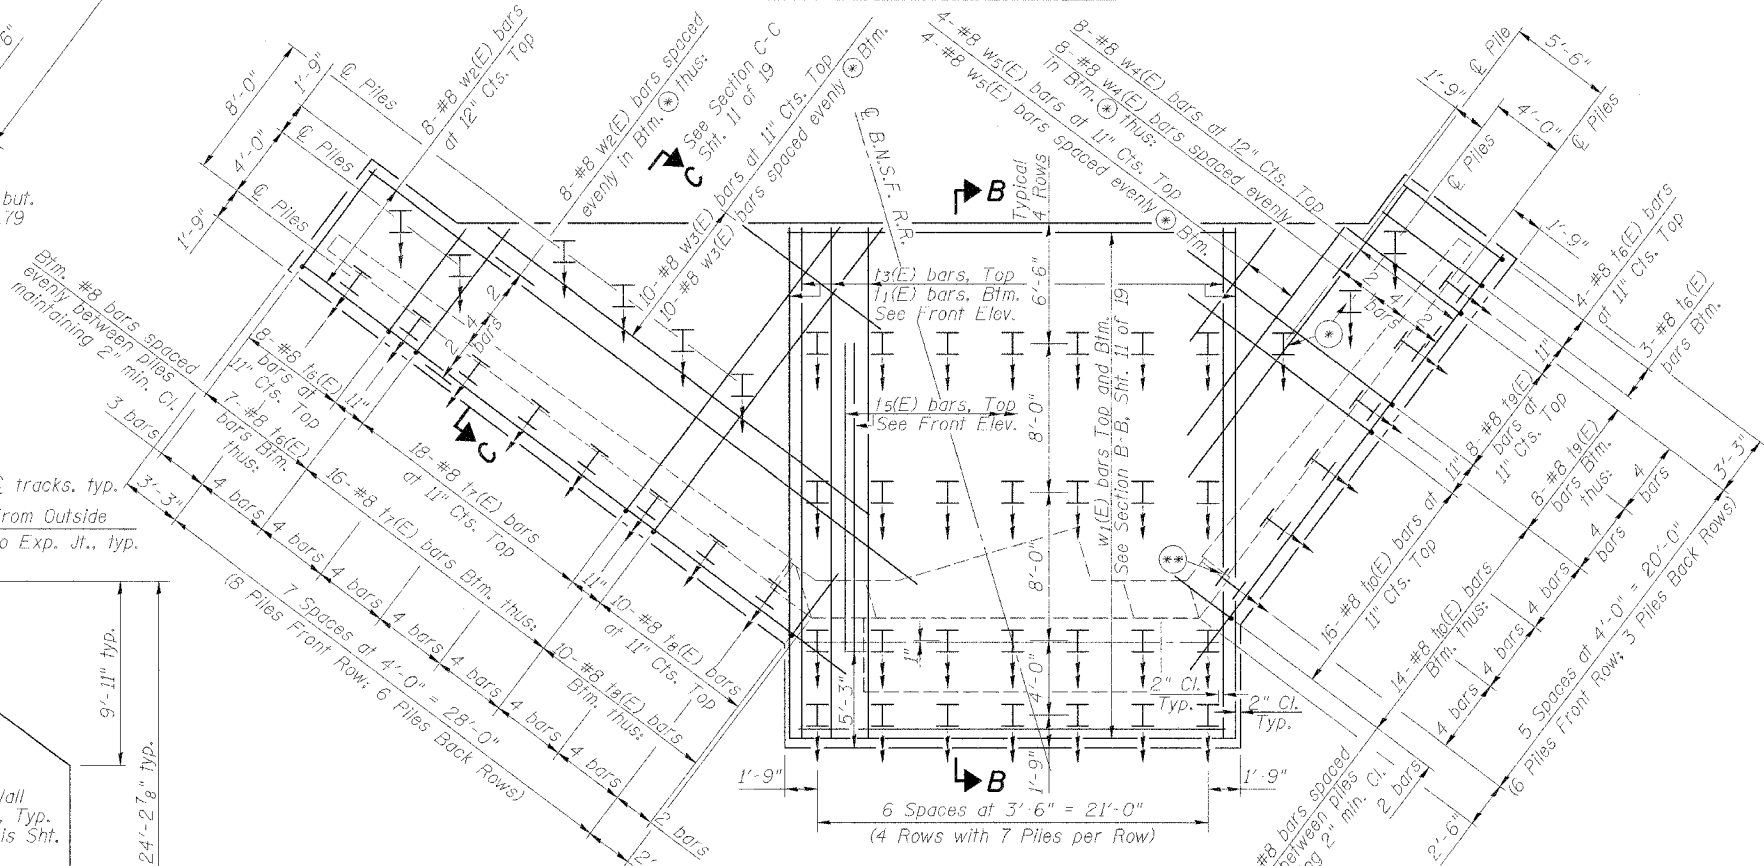 6"
but.
79
8'-0"
1'-9"
4'-0"
1'-9"
℄ Piles
℄ Piles
℄ Piles
8- #8 w2(E) bars
at 12" Cts. Top
8- #8 w2(E) bars spaced
evenly in Btm. * thus:
C
See Section C-C
Sht. 11 of 19
10- #8 w3(E) bars at 11" Cts. Top
10- #8 w3(E) bars spaced evenly * Btm.
℄ B.N.S.F. R.R.
B
Typical
4 Rows
4- #8 w5(E) bars at 11" Cts. Top
4- #8 w5(E) bars spaced evenly * Btm.
8- #8 w4(E) bars at 12" Cts. Top
8- #8 w4(E) bars spaced evenly
in Btm. * thus:
℄ Pile
5'-6"
1'-9"
4'-0"
℄ Piles
℄ Piles
1'-9"
4- #8 t6(E) bars
at 11" Cts. Top
3- #8 t6(E)
bars Btm.
t3(E) bars, Top
t1(E) bars, Btm.
See Front Elev.
6'-6"
t5(E) bars, Top
See Front Elev.
8'-0"
8'-0"
4'-0"
1'-9"
w1(E) bars Top and Btm.
See Section B-B, Sht. 11 of 19
2
4
bars
2
2
4
bars
2
*
**
#8 bars spaced
evenly between piles
maintaining 2" min. Cl.
Btm.
3 bars
3'-3"
8- #8 t6(E)
bars at
11" Cts. Top
7- #8 t6(E)
bars Btm.
thus:
11"
18- #8 t7(E) bars
at 11" Cts. Top
16- #8 t7(E) bars Btm. thus:
11"
10- #8 t8(E) bars
at 11" Cts. Top
10- #8 t8(E) bars
Btm. thus:
4 bars
4 bars
4 bars
4 bars
4 bars
4 bars
4 bars
2 bars
7 Spaces at 4'-0" = 28'-0"
(8 Piles Front Row; 6 Piles Back Rows)
2'
C
℄ tracks. typ.
From Outside
o Exp. Jt., typ.
9'-11" typ.
24'-2 7/8" typ.
Wall
Typ.
is Sht.
1"
5'-3"
2" Cl.
Typ.
2" Cl.
Typ.
1'-9"
B
1'-9"
6 Spaces at 3'-6" = 21'-0"
(4 Rows with 7 Piles per Row)
11"
8- #8 t9(E)
bars at
11" Cts. Top
11"
8- #8 t9(E)
bars Btm.
thus:
16- #8 t10(E) bars at
11" Cts. Top
14- #8 t10(E) bars
Btm. thus:
4
bars
4
bars
4 bars
4 bars
4 bars
3'-3"
5 Spaces at 4'-0" = 20'-0"
(6 Piles Front Row; 3 Piles Back Rows)
#8 bars spaced
between piles
2" min. Cl.
2 bars
2'-6"